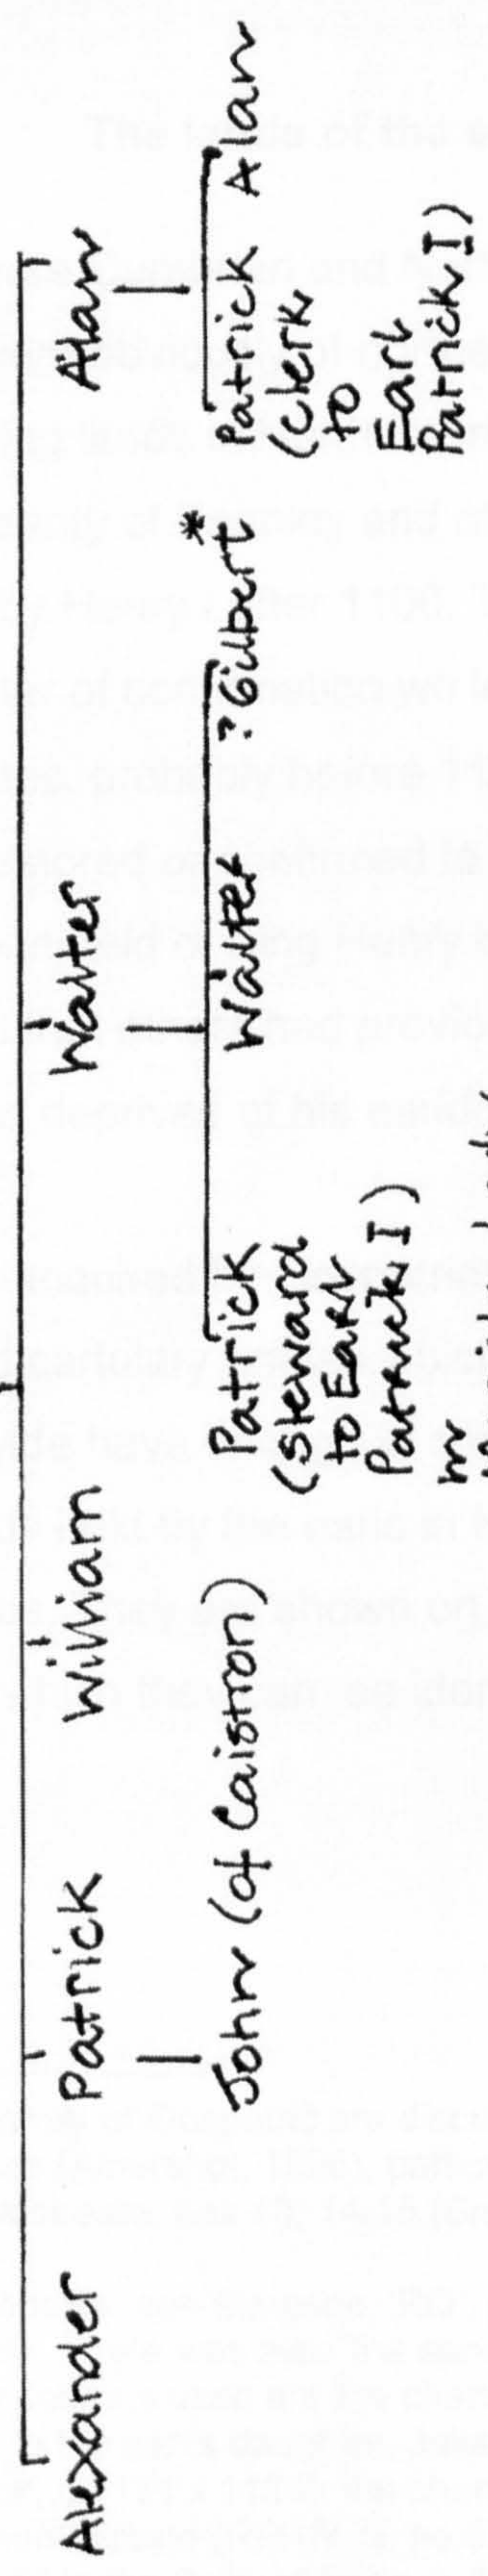 Alexander Patrick William Walter Alan
John (of Caistron)
Patrick
(Steward
to Earl
Patrick I)
Walter ?Gilbert*
Patrick
(clerk
to
Earl
Patrick I)
Alan
m